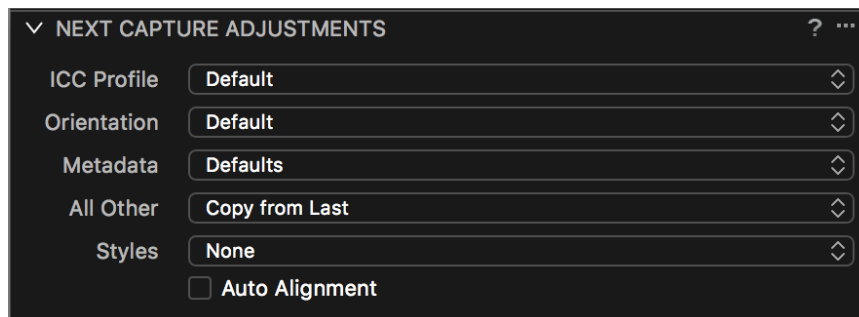 NEXT CAPTURE ADJUSTMENTS ? ...
ICC Profile Default
Orientation Default
Metadata Defaults
All Other Copy from Last
Styles None
Auto Alignment